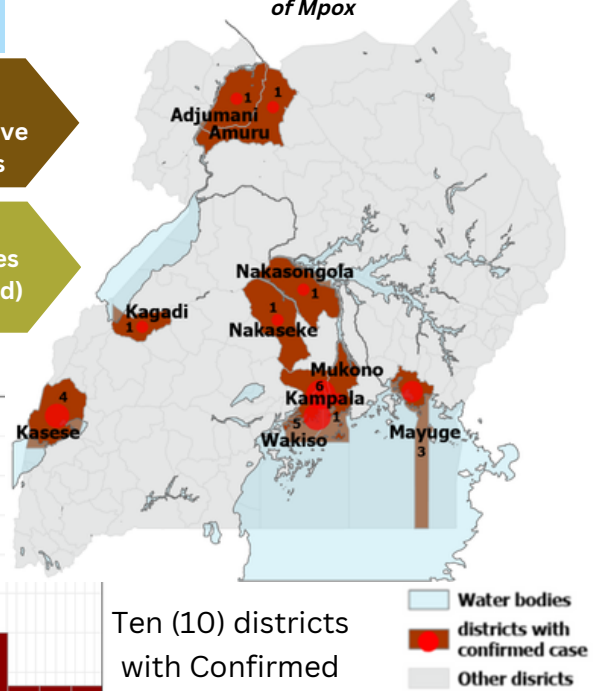 of Mpox
ve
s
es
d)
1
1
Adjumani
Amuru
Nakasongola
1
Kagadi
1
1
Nakaseke
Mukono
6
4
Kampala
Kasese
5
1
Wakiso
Mayuge
3
Ten (10) districts
with Confirmed
Water bodies
districts with
confirmed case
Other disricts